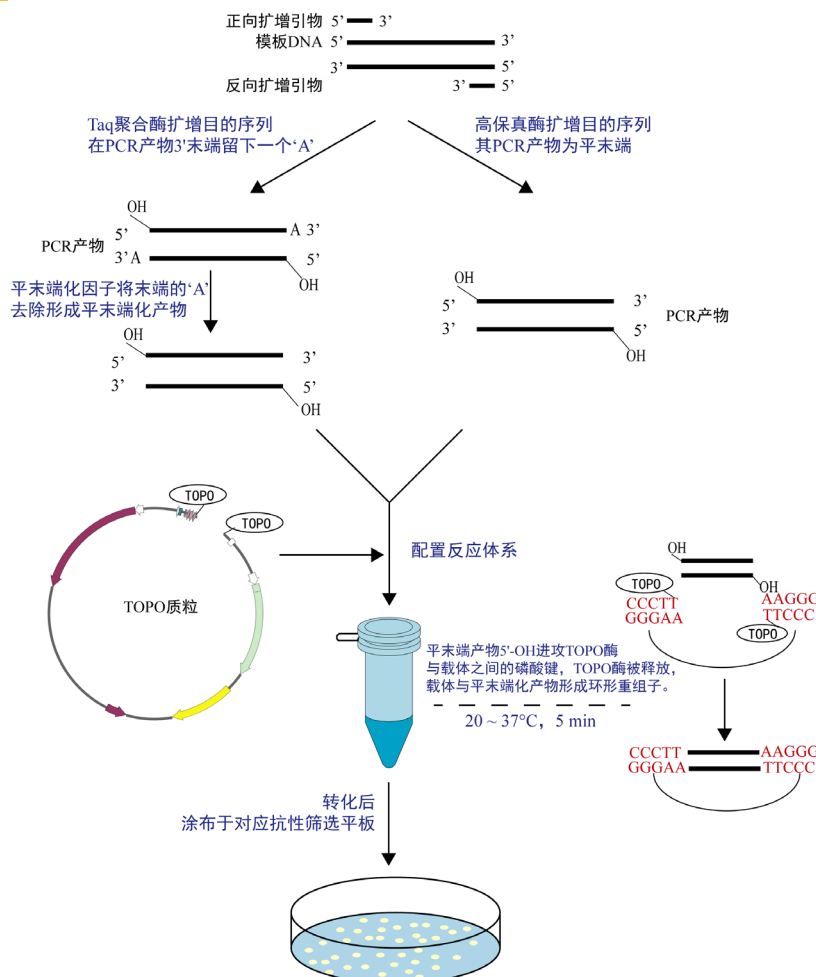 正向扩增引物 5’ 3’
模板DNA 5’ 3’
3’ 5’
反向扩增引物 3’ 5’
Taq聚合酶扩增目的序列
在PCR产物3'末端留下一个‘A’
高保真酶扩增目的序列
其PCR产物为平末端
OH
5’ A 3’
PCR产物
3’A 5’
OH
平末端化因子将末端的‘A’
去除形成平末端化产物
OH
5’ 3’
3’ 5’
OH
OH
5’ 3’
PCR产物
3’ 5’
OH
TOPO
TOPO
TOPO质粒
配置反应体系
平末端产物5'-OH进攻TOPO酶
与载体之间的磷酸键，TOPO酶被释放，
载体与平末端化产物形成环形重组子。
20 ~ 37°C，5 min
OH
OH
TOPO
CCCTT AAGGG
GGGAA TTCCC
TOPO
CCCTT AAGGG
GGGAA TTCCC
转化后
涂布于对应抗性筛选平板